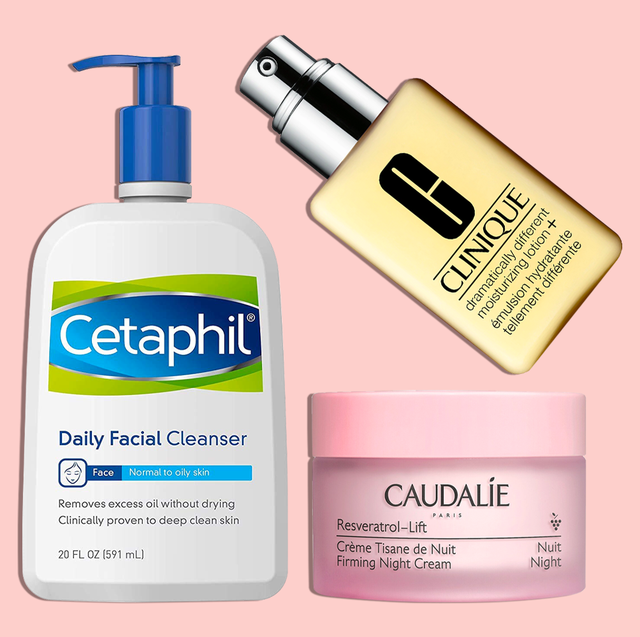 Cetaphil®
Daily Facial Cleanser
Face
Normal to oily skin
Removes excess oil without drying
Clinically proven to deep clean skin
20 FL OZ (591 mL)
CLINIQUE
dramatically different
moisturizing lotion+
émulsion hydratante
tellement différente
CAUDALÍE
PARIS
Resveratrol–Lift
Crème Tisane de Nuit
Firming Night Cream
Nuit
Night